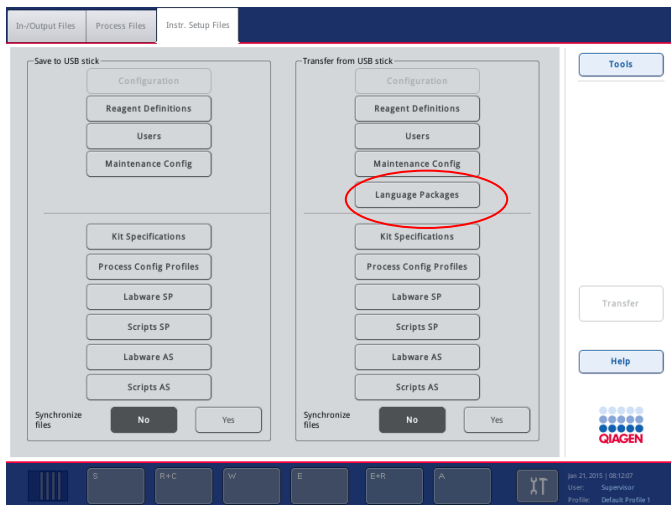 In-/Output Files
Process Files
Instr. Setup Files
Save to USB stick
Configuration
Reagent Definitions
Users
Maintenance Config
Kit Specifications
Process Config Profiles
Labware SP
Scripts SP
Labware AS
Scripts AS
Synchronize
files
No
Yes
Transfer from USB stick
Configuration
Reagent Definitions
Users
Maintenance Config
Language Packages
Kit Specifications
Process Config Profiles
Labware SP
Scripts SP
Labware AS
Scripts AS
Synchronize
files
No
Yes
Tools
Transfer
Help
QIAGEN
S
R+C
W
E
E+R
A
Jan 21, 2015 | 08:12:07
User: Supervisor
Profile: Default Profile 1